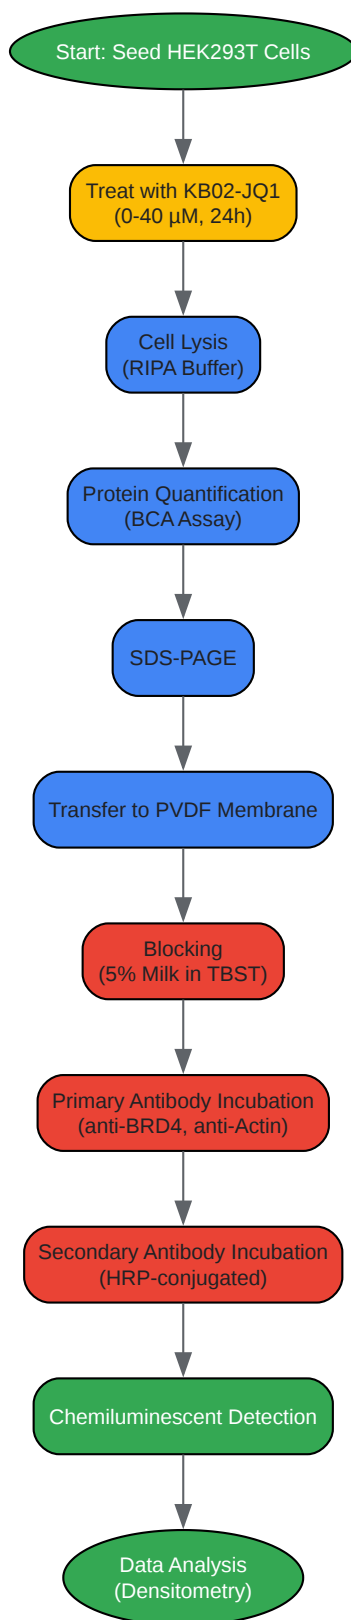 Start: Seed HEK293T Cells
Treat with KB02-JQ1
(0-40 µM, 24h)
Cell Lysis
(RIPA Buffer)
Protein Quantification
(BCA Assay)
SDS-PAGE
Transfer to PVDF Membrane
Blocking
(5% Milk in TBST)
Primary Antibody Incubation
(anti-BRD4, anti-Actin)
Secondary Antibody Incubation
(HRP-conjugated)
Chemiluminescent Detection
Data Analysis
(Densitometry)